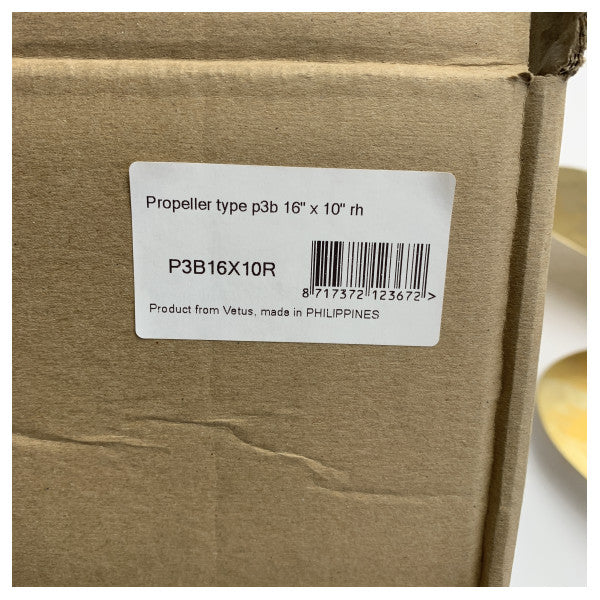 Propeller type p3b 16" x 10" rh
P3B16X10R
8 717372 123672 >
Product from Vetus, made in PHILIPPINES